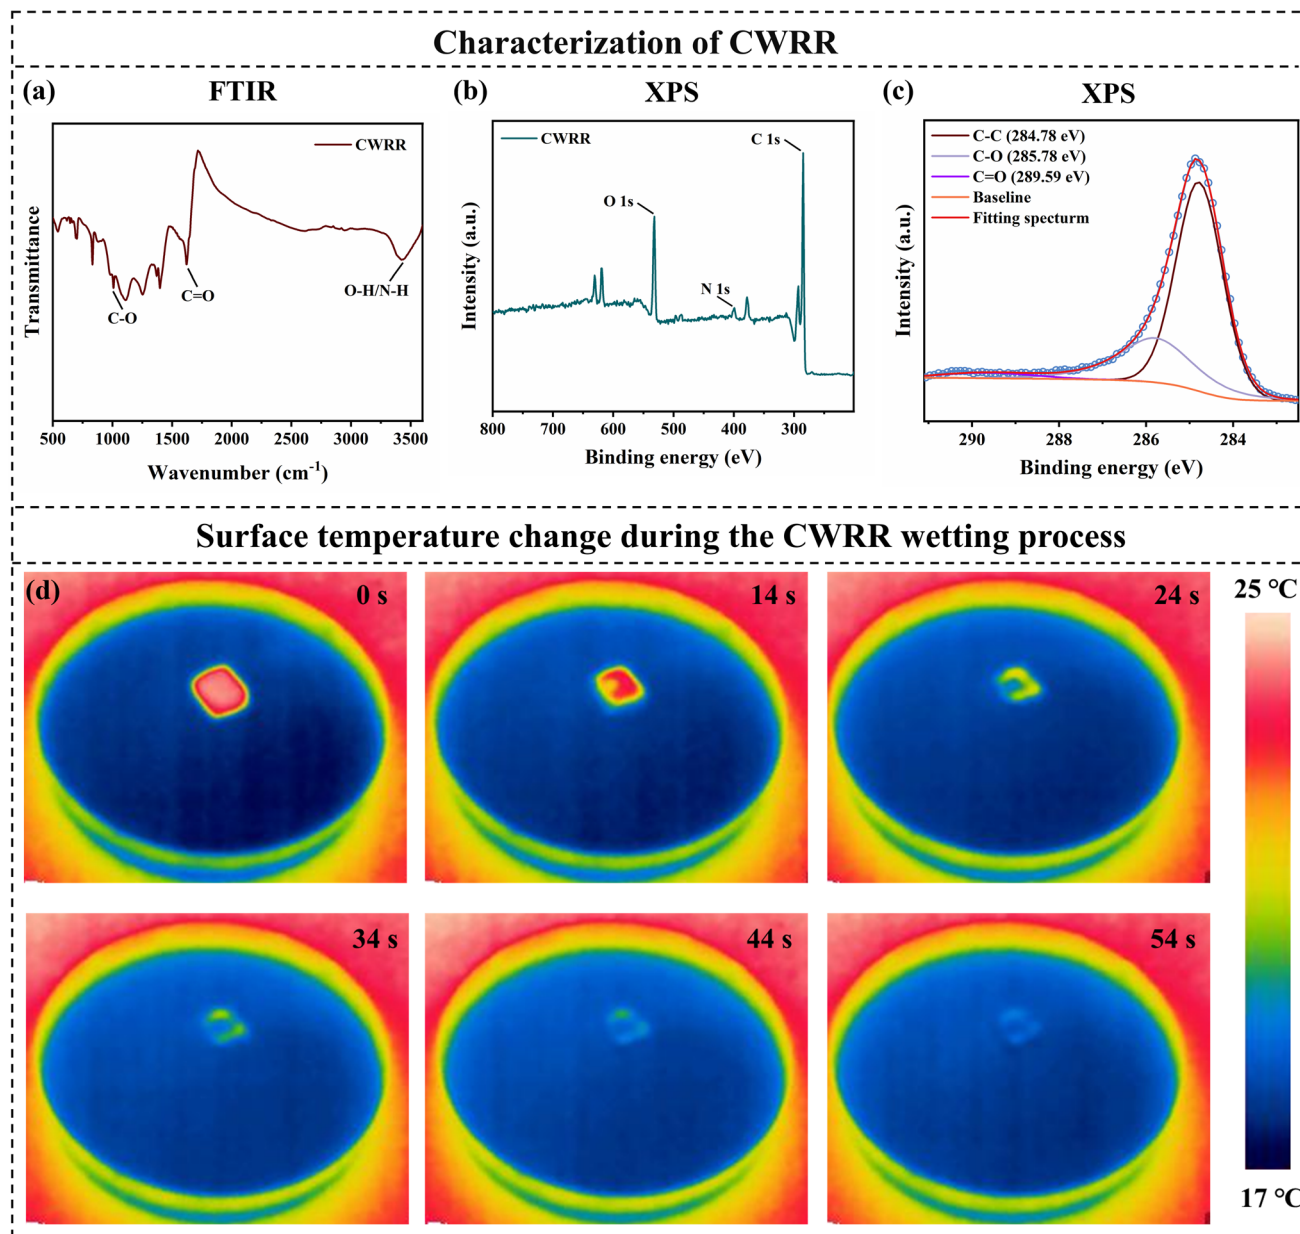 Characterization of CWRR
(a)
FTIR
CWRR
Transmittance
C-O
C=O
O-H/N-H
500 1000 1500 2000 2500 3000 3500
Wavenumber (cm⁻¹)
(b)
XPS
CWRR
C 1s
O 1s
N 1s
Intensity (a.u.)
800 700 600 500 400 300
Binding energy (eV)
(c)
XPS
C-C (284.78 eV)
C-O (285.78 eV)
C=O (289.59 eV)
Baseline
Fitting specturm
Intensity (a.u.)
290 288 286 284
Binding energy (eV)
Surface temperature change during the CWRR wetting process
(d)
0 s
14 s
24 s
25 ℃
34 s
44 s
54 s
17 ℃